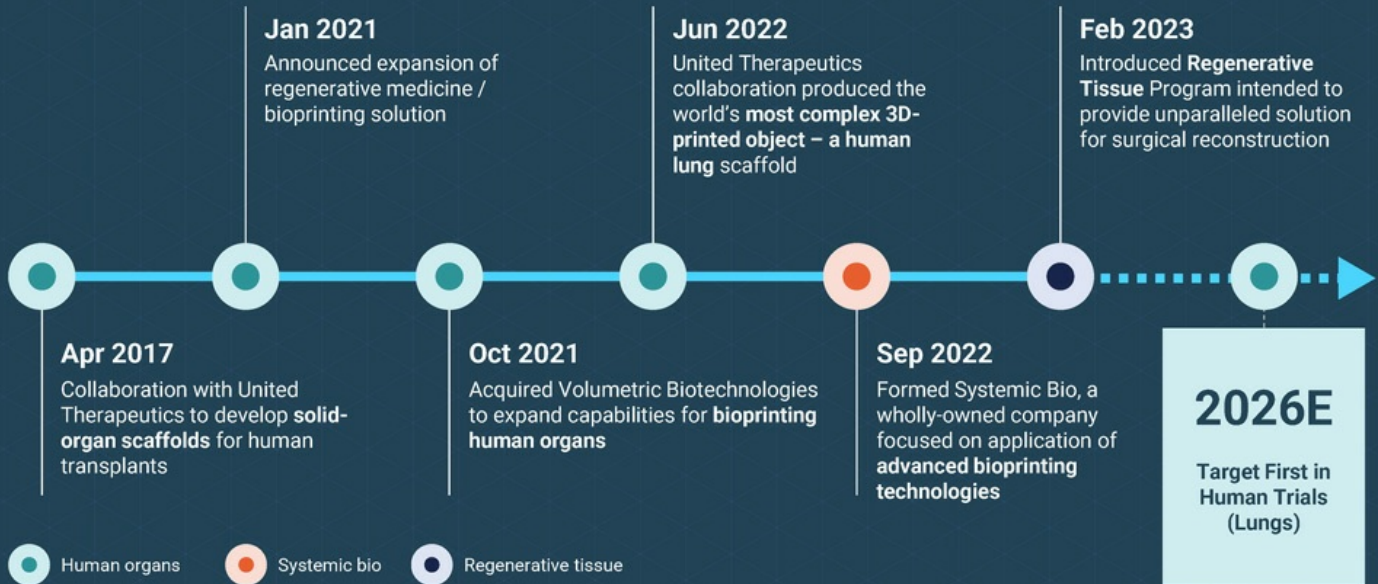 Jan 2021
Announced expansion of
regenerative medicine /
bioprinting solution
Jun 2022
United Therapeutics
collaboration produced the
world's most complex 3D-
printed object – a human
lung scaffold
Feb 2023
Introduced Regenerative
Tissue Program intended to
provide unparalleled solution
for surgical reconstruction
Apr 2017
Collaboration with United
Therapeutics to develop solid-
organ scaffolds for human
transplants
Oct 2021
Acquired Volumetric Biotechnologies
to expand capabilities for bioprinting
human organs
Sep 2022
Formed Systemic Bio, a
wholly-owned company
focused on application of
advanced bioprinting
technologies
2026E
Target First in
Human Trials
(Lungs)
Human organs
Systemic bio
Regenerative tissue